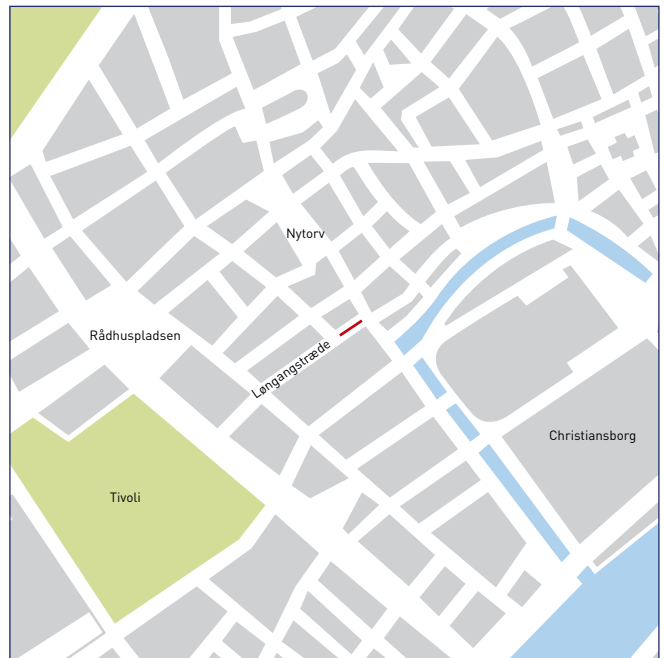 Nytorv
Rådhuspladsen
Løngangstræde
Christiansborg
Tivoli